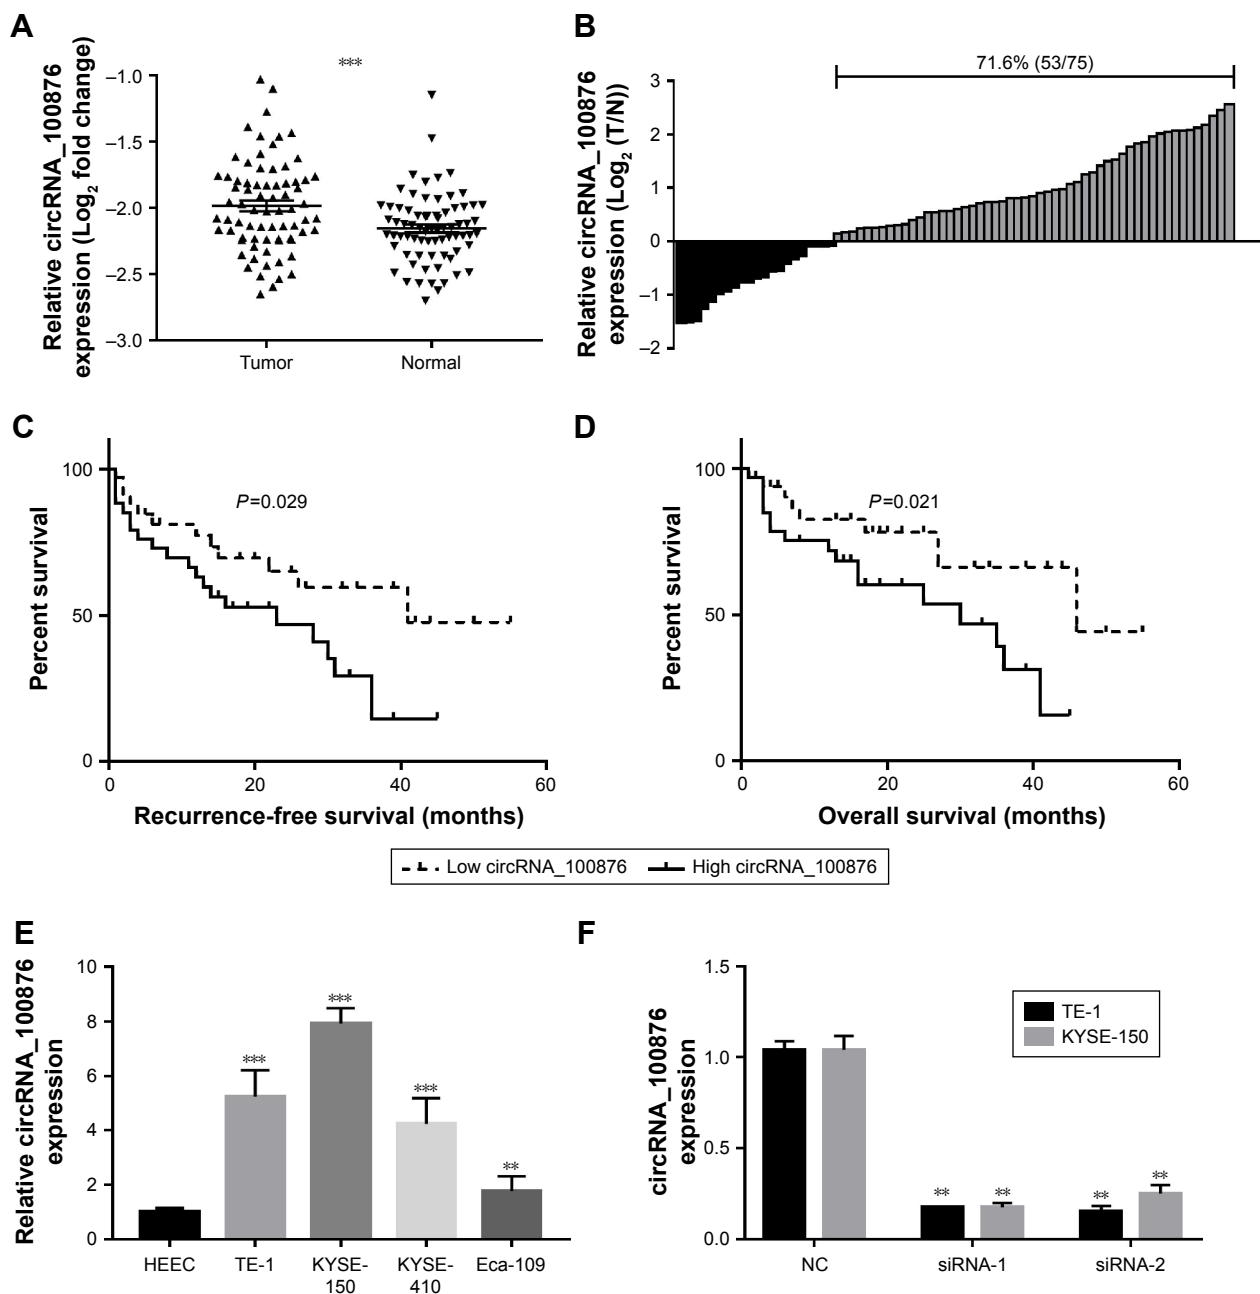 A
Relative circRNA_100876
expression (Log2 fold change)
***
–1.0
–1.5
–2.0
–2.5
–3.0
Tumor Normal
B
Relative circRNA_100876
expression (Log2 (T/N))
71.6% (53/75)
3
2
1
0
–1
–2
C
Percent survival
100
50
0
P=0.029
0 20 40 60
Recurrence-free survival (months)
D
Percent survival
100
50
0
P=0.021
0 20 40 60
Overall survival (months)
Low circRNA_100876 High circRNA_100876
E
Relative circRNA_100876
expression
10
8
6
4
2
0
***
***
***
**
HEEC TE-1 KYSE-150 KYSE-410 Eca-109
F
circRNA_100876
expression
1.5
1.0
0.5
0.0
TE-1
KYSE-150
** ** ** **
NC siRNA-1 siRNA-2